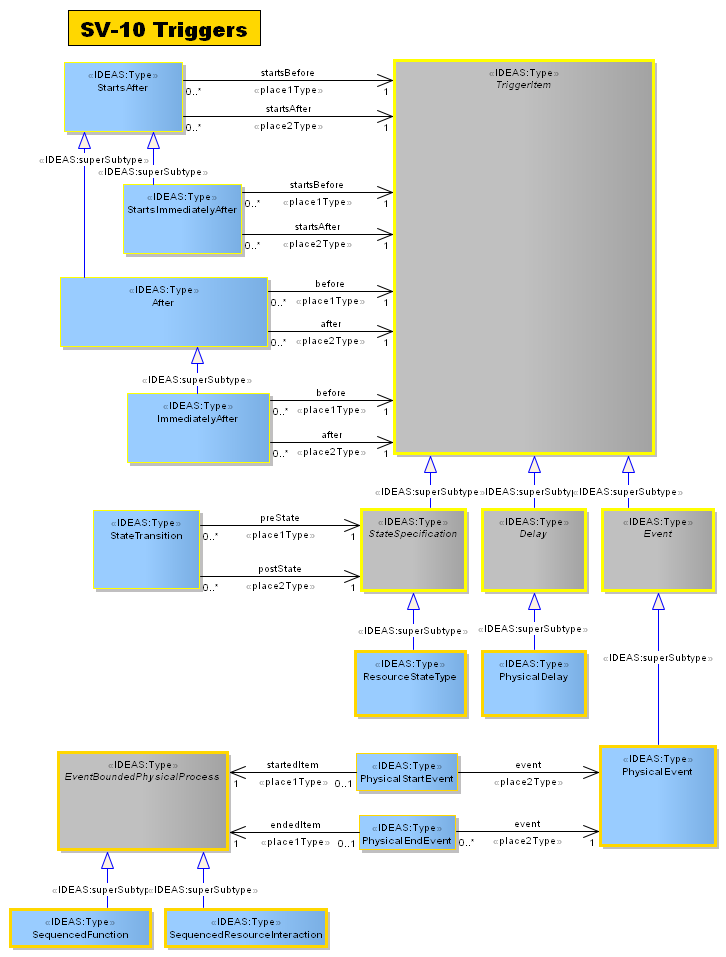 SV-10 Triggers
«IDEAS:Type»
StartsAfter
startsBefore
0..*
«place1Type»
1
startsAfter
0..*
«place2Type»
1
«IDEAS:Type»
TriggerItem
«IDEAS:superSubtype»
«IDEAS:superSubtype»
«IDEAS:Type»
StartsImmediatelyAfter
startsBefore
0..*
«place1Type»
1
startsAfter
0..*
«place2Type»
1
«IDEAS:Type»
After
before
0..*
«place1Type»
1
after
0..*
«place2Type»
1
«IDEAS:superSubtype»
«IDEAS:Type»
ImmediatelyAfter
before
0..*
«place1Type»
1
after
0..*
«place2Type»
1
«IDEAS:superSubtype»
«IDEAS:superSubtype»
«IDEAS:superSubtype»
«IDEAS:Type»
StateTransition
preState
0..*
«place1Type»
1
postState
0..*
«place2Type»
1
«IDEAS:Type»
StateSpecification
«IDEAS:Type»
Delay
«IDEAS:Type»
Event
«IDEAS:superSubtype»
«IDEAS:superSubtype»
«IDEAS:superSubtype»
«IDEAS:Type»
ResourceStateType
«IDEAS:Type»
PhysicalDelay
«IDEAS:Type»
EventBoundedPhysicalProcess
startedItem
1
«place1Type»
0..1
«IDEAS:Type»
PhysicalStartEvent
event
«place2Type»
«IDEAS:Type»
PhysicalEvent
endedItem
1
«place1Type»
0..1
«IDEAS:Type»
PhysicalEndEvent
event
0..*
«place2Type»
1
«IDEAS:superSubtyp
«IDEAS:superSubtype»
«IDEAS:Type»
SequencedFunction
«IDEAS:Type»
SequencedResourceInteraction